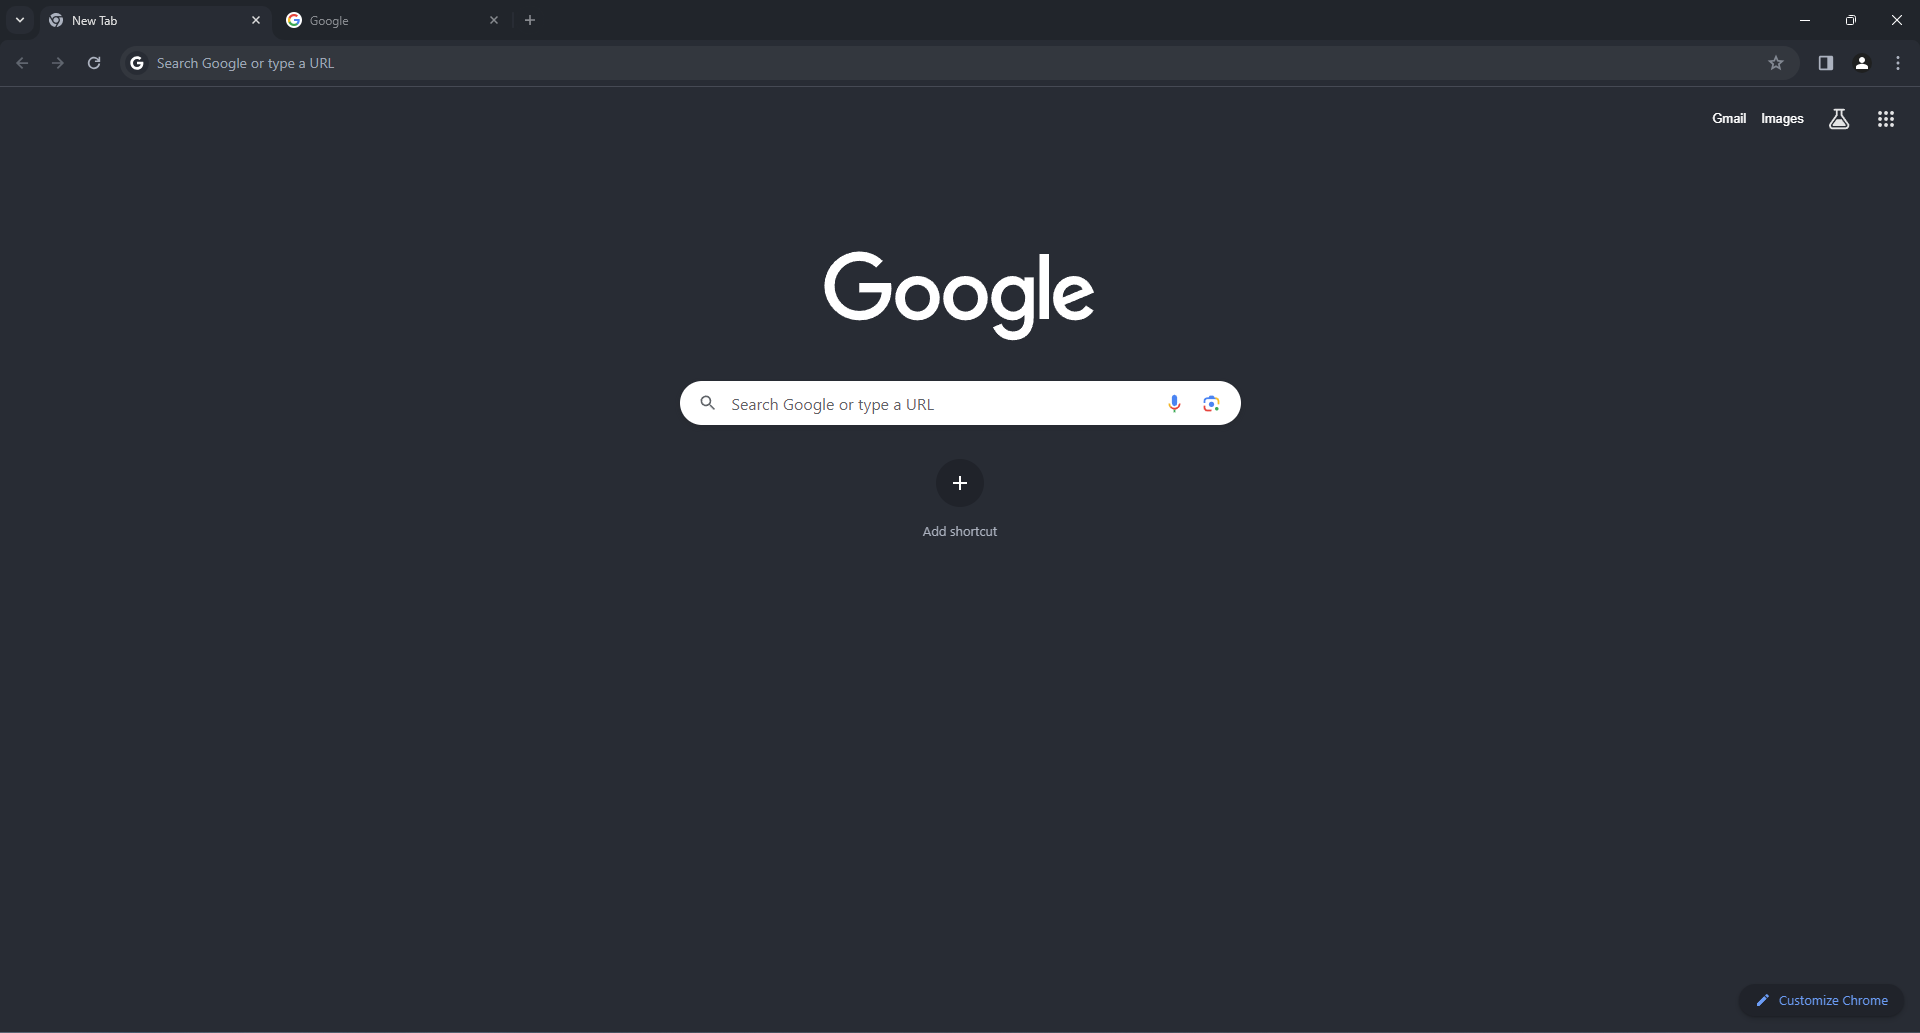 New Tab
Google
Search Google or type a URL
Gmail
Images
Google
Search Google or type a URL
Add shortcut
Customize Chrome